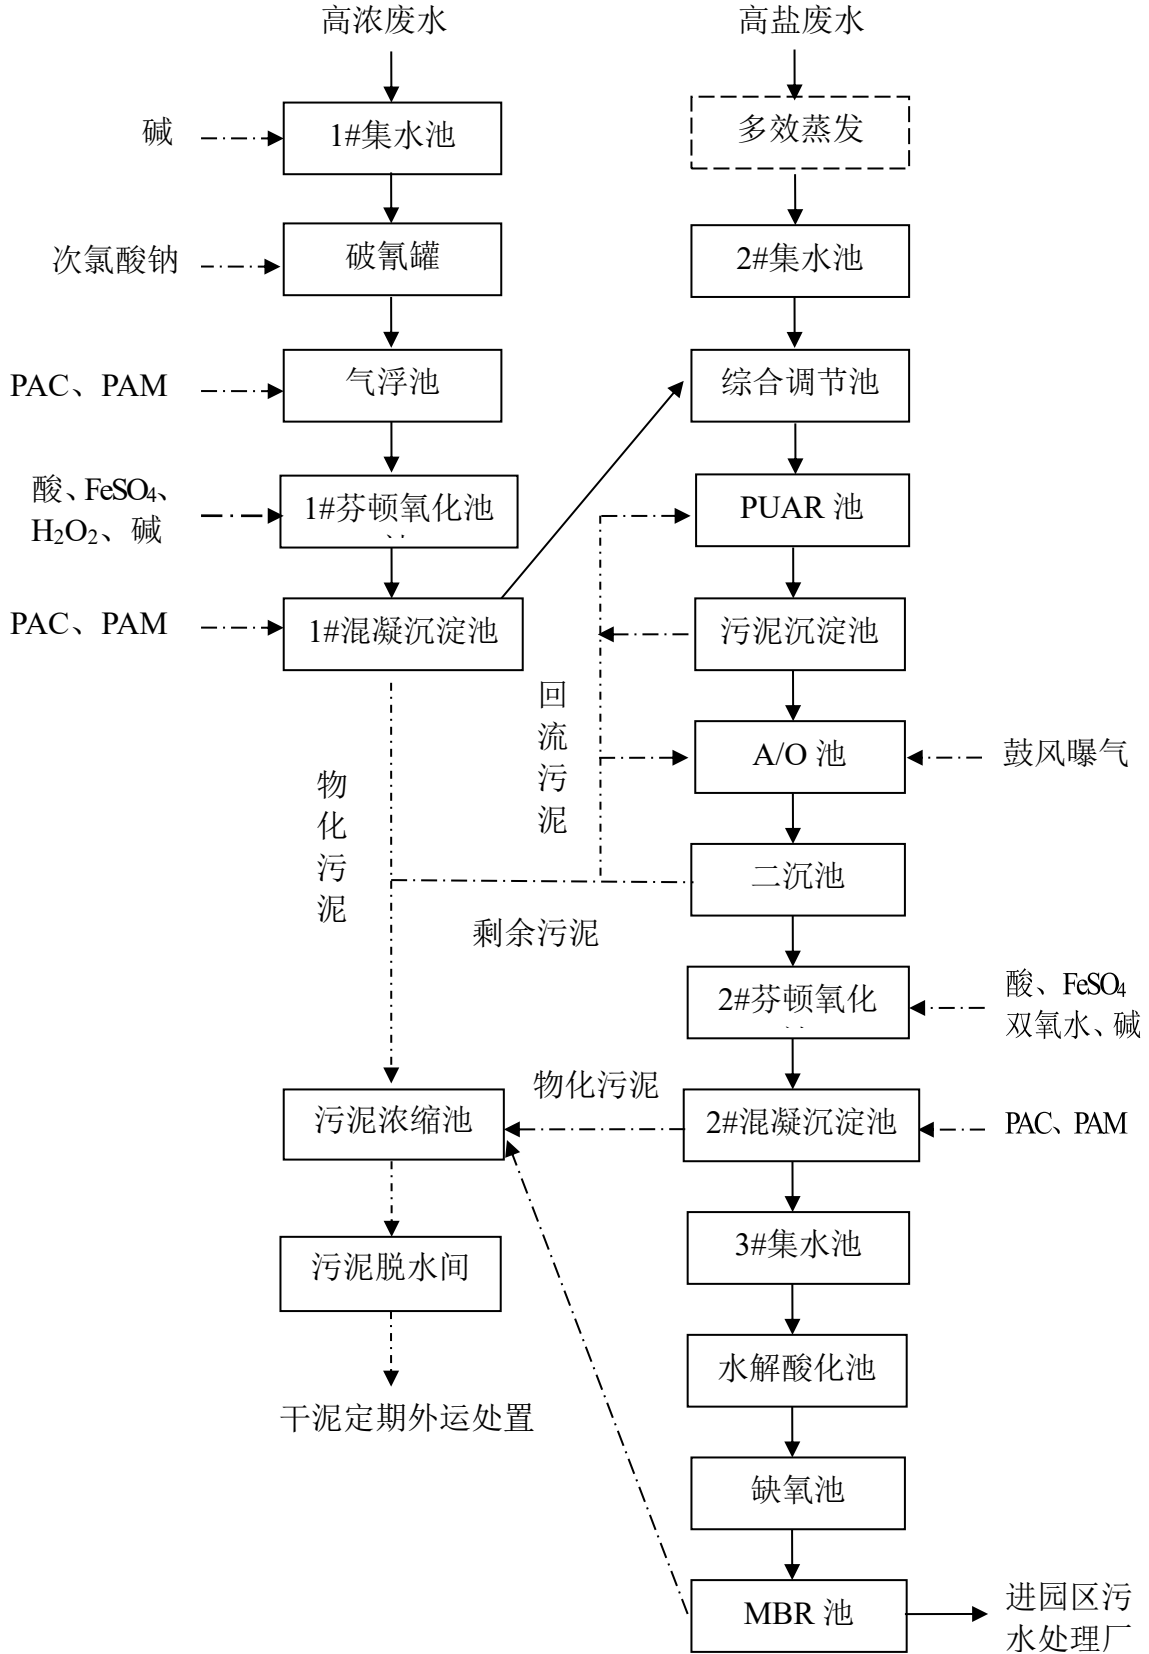 高浓废水
高盐废水
碱
1#集水池
多效蒸发
次氯酸钠
破氰罐
2#集水池
PAC、PAM
气浮池
综合调节池
酸、FeSO₄、
H₂O₂、碱
1#芬顿氧化池
PUAR 池
PAC、PAM
1#混凝沉淀池
污泥沉淀池
回流污泥
物化污泥
A/O 池
鼓风曝气
二沉池
剩余污泥
2#芬顿氧化
酸、FeSO₄
双氧水、碱
污泥浓缩池
物化污泥
2#混凝沉淀池
PAC、PAM
污泥脱水间
3#集水池
水解酸化池
干泥定期外运处置
缺氧池
MBR 池
进园区污
水处理厂